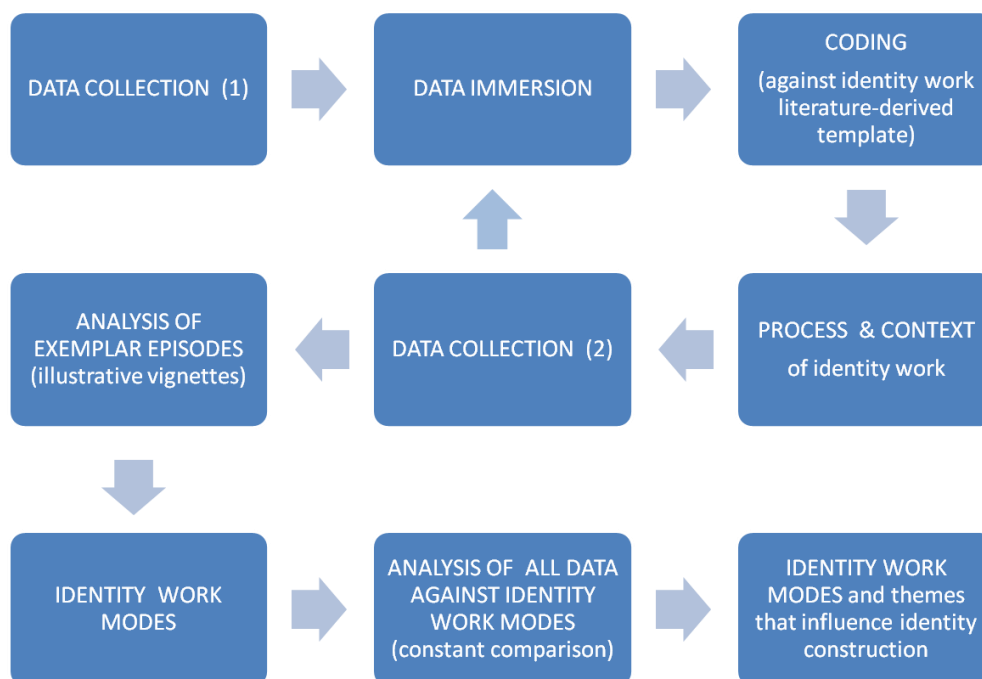 DATA COLLECTION (1)
DATA IMMERSION
CODING
(against identity work
literature-derived
template)
PROCESS & CONTEXT
of identity work
DATA COLLECTION (2)
ANALYSIS OF
EXEMPLAR EPISODES
(illustrative vignettes)
IDENTITY WORK
MODES
ANALYSIS OF ALL DATA
AGAINST IDENTITY
WORK MODES
(constant comparison)
IDENTITY WORK
MODES and themes
that influence identity
construction